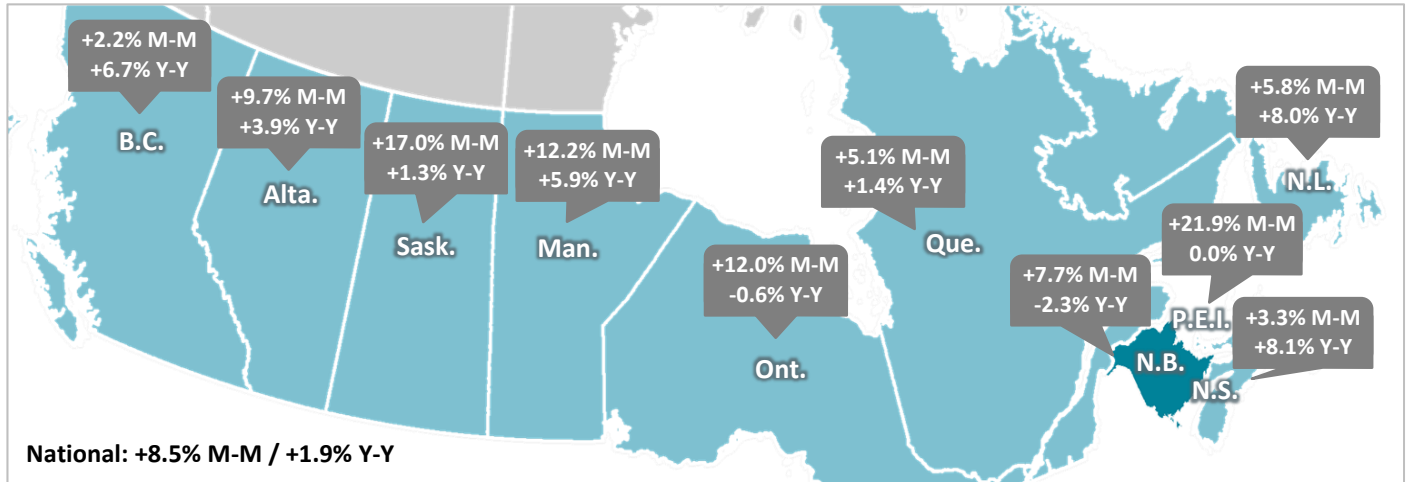 +2.2% M-M
+6.7% Y-Y
B.C.
+9.7% M-M
+3.9% Y-Y
Alta.
+17.0% M-M
+1.3% Y-Y
Sask.
+12.2% M-M
+5.9% Y-Y
Man.
+12.0% M-M
-0.6% Y-Y
Ont.
+5.1% M-M
+1.4% Y-Y
Que.
+5.8% M-M
+8.0% Y-Y
N.L.
+21.9% M-M
0.0% Y-Y
P.E.I.
+7.7% M-M
-2.3% Y-Y
N.B.
+3.3% M-M
+8.1% Y-Y
N.S.
National: +8.5% M-M / +1.9% Y-Y